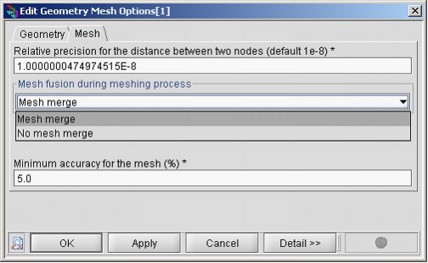 Edit Geometry Mesh Options[1]
Geometry Mesh
Relative precision for the distance between two nodes (default 1e-8) *
1.0000000474974515E-8
Mesh fusion during meshing process
Mesh merge
Mesh merge
No mesh merge
Minimum accuracy for the mesh (%) *
5.0
OK Apply Cancel Detail >>